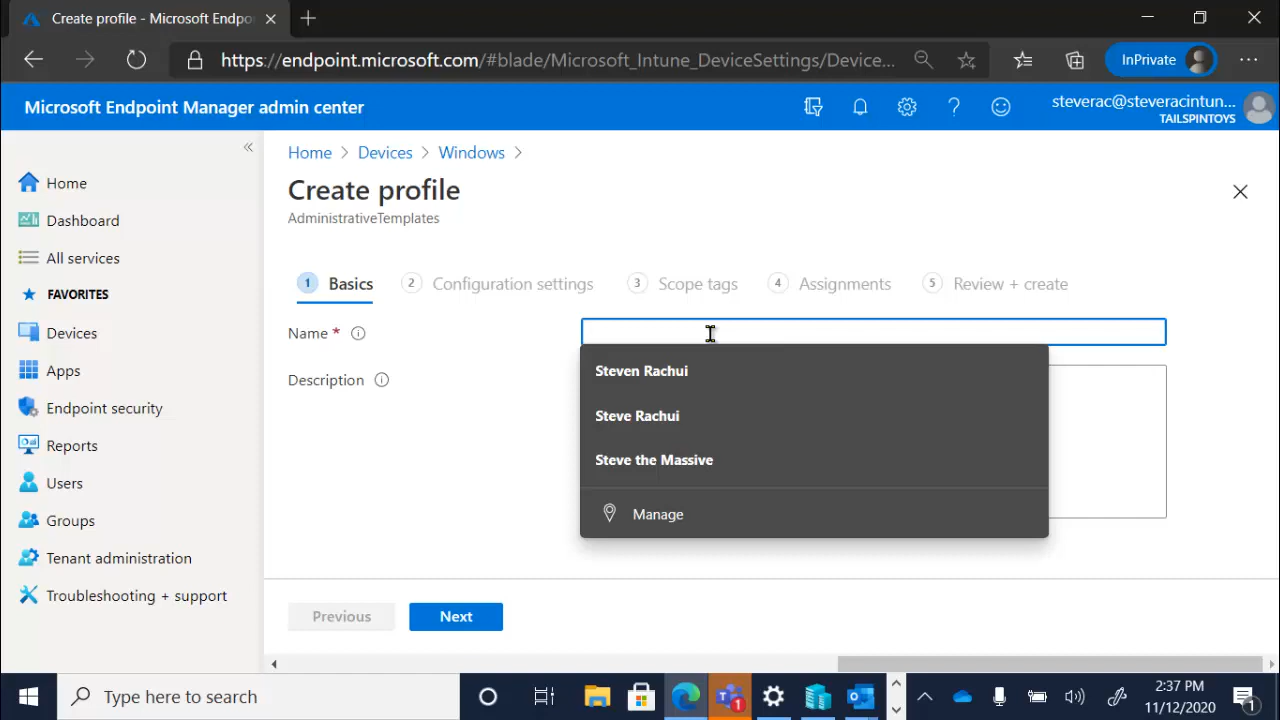 Create profile - Microsoft Endpo
https://endpoint.microsoft.com/#blade/Microsoft_Intune_DeviceSettings/Device...
InPrivate
Microsoft Endpoint Manager admin center
steverac@steveracintun...
TAILSPINTOYS
Home
Dashboard
All services
FAVORITES
Devices
Apps
Endpoint security
Reports
Users
Groups
Tenant administration
Troubleshooting + support
Home > Devices > Windows >
Create profile
AdministrativeTemplates
1 Basics 2 Configuration settings 3 Scope tags 4 Assignments 5 Review + create
Name *
Description
Steven Rachui
Steve Rachui
Steve the Massive
Manage
Previous Next
Type here to search
1
2:37 PM
11/12/2020
1